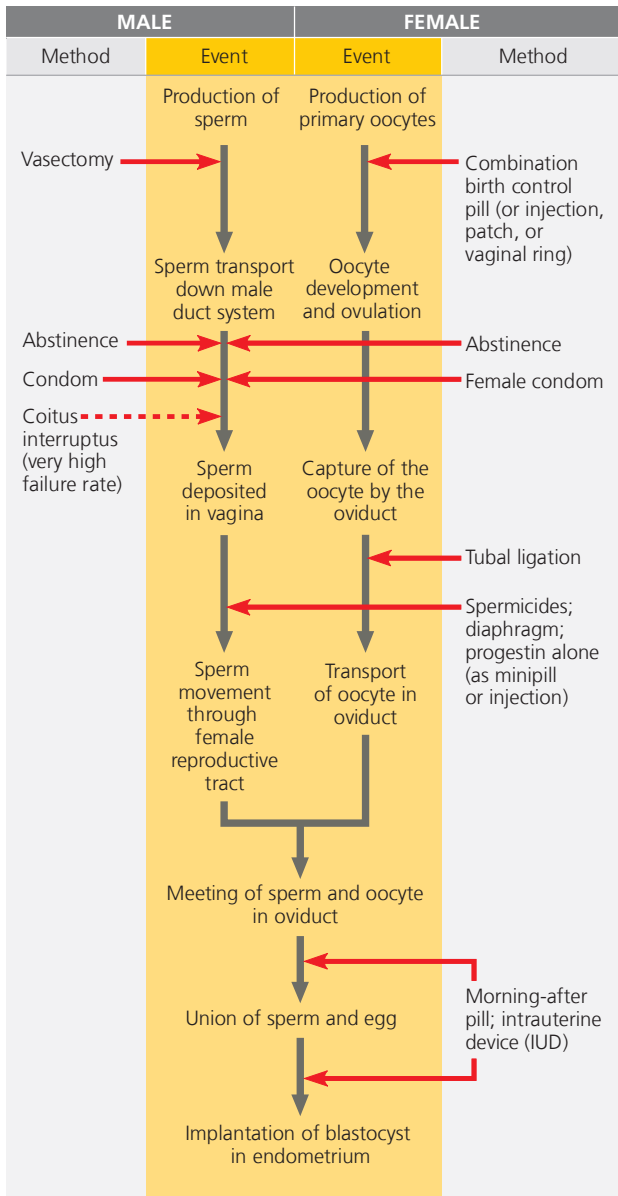 MALE
FEMALE
Method
Event
Event
Method
Production of
sperm
Production of
primary oocytes
Vasectomy
Combination
birth control
pill (or injection,
patch, or
vaginal ring)
Sperm transport
down male
duct system
Oocyte
development
and ovulation
Abstinence
Abstinence
Condom
Female condom
Coitus
interruptus
(very high
failure rate)
Sperm
deposited
in vagina
Capture of the
oocyte by the
oviduct
Tubal ligation
Spermicides;
diaphragm;
progestin alone
(as minipill
or injection)
Sperm
movement
through
female
reproductive
tract
Transport
of oocyte in
oviduct
Meeting of sperm and oocyte
in oviduct
Morning-after
pill; intrauterine
device (IUD)
Union of sperm and egg
Implantation of blastocyst
in endometrium